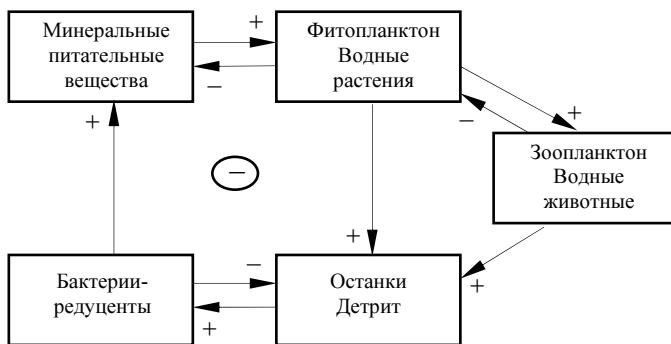 Минеральные
питательные
вещества
+
−
Фитопланктон
Водные
растения
+
−
Зоопланктон
Водные
животные
+
−
+
+
Бактерии-
редуценты
−
+
Останки
Детрит